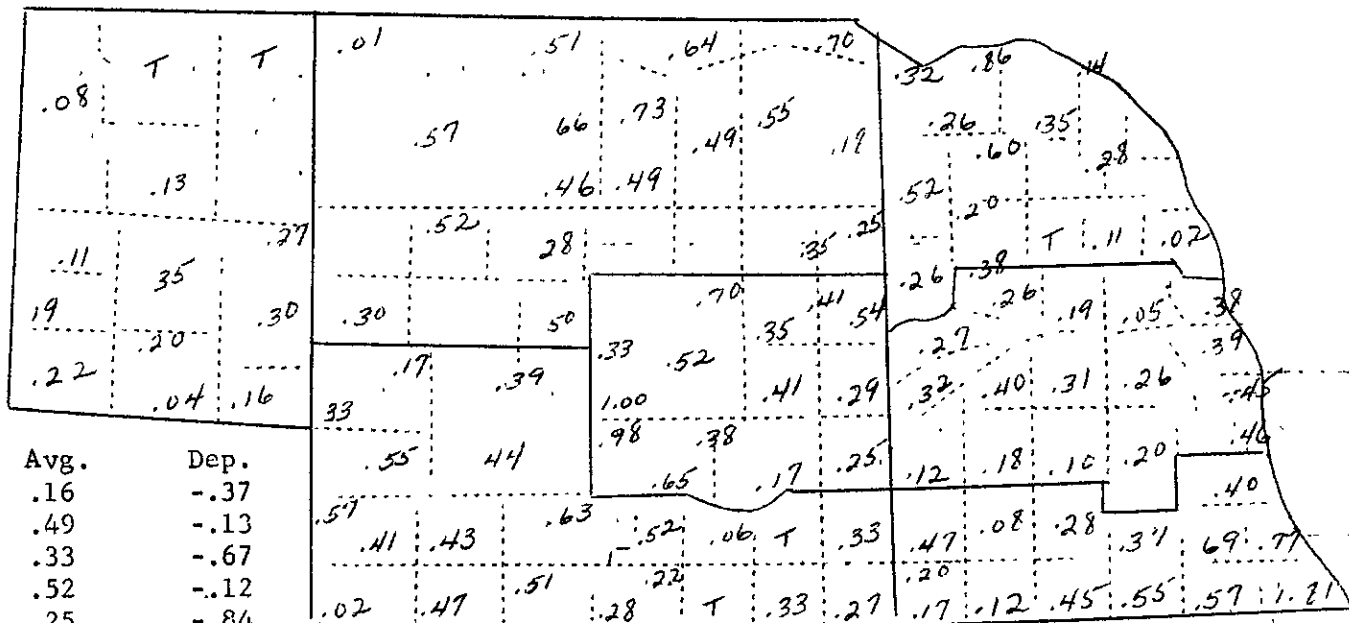 .01 .51 .64 .70
T T .32 .86 .14
.08 .57 66 .73 .49 .55 .19 .26 .35
.60 .28
.13 .46 .49 .52 .20
.27 .52 28 .35 .25 T .11 .02
.11 35 .26 .38
19 .30 .30 50 .70 .41 .54 .26 .19 .05 .38
.20 .33 .52 .35 .27 .39
.22 .04 .16 .17 .39 1.00 .41 .29 .32 .40 .31 .26 .45
33 .98 .38 .46
.55 44 .65 .17 .25 .12 .18 .10 .20
.40
.57 .41 .43 .63 .52 .06 T .33 .47 .08 .28 .37 69 .77
.20
.02 .47 .51 .28 .22 T .33 .27 .17 .12 .45 .55 .57 1.21
Avg. Dep.
.16 -.37
.49 -.13
.33 -.67
.52 -.12
.25 -.84